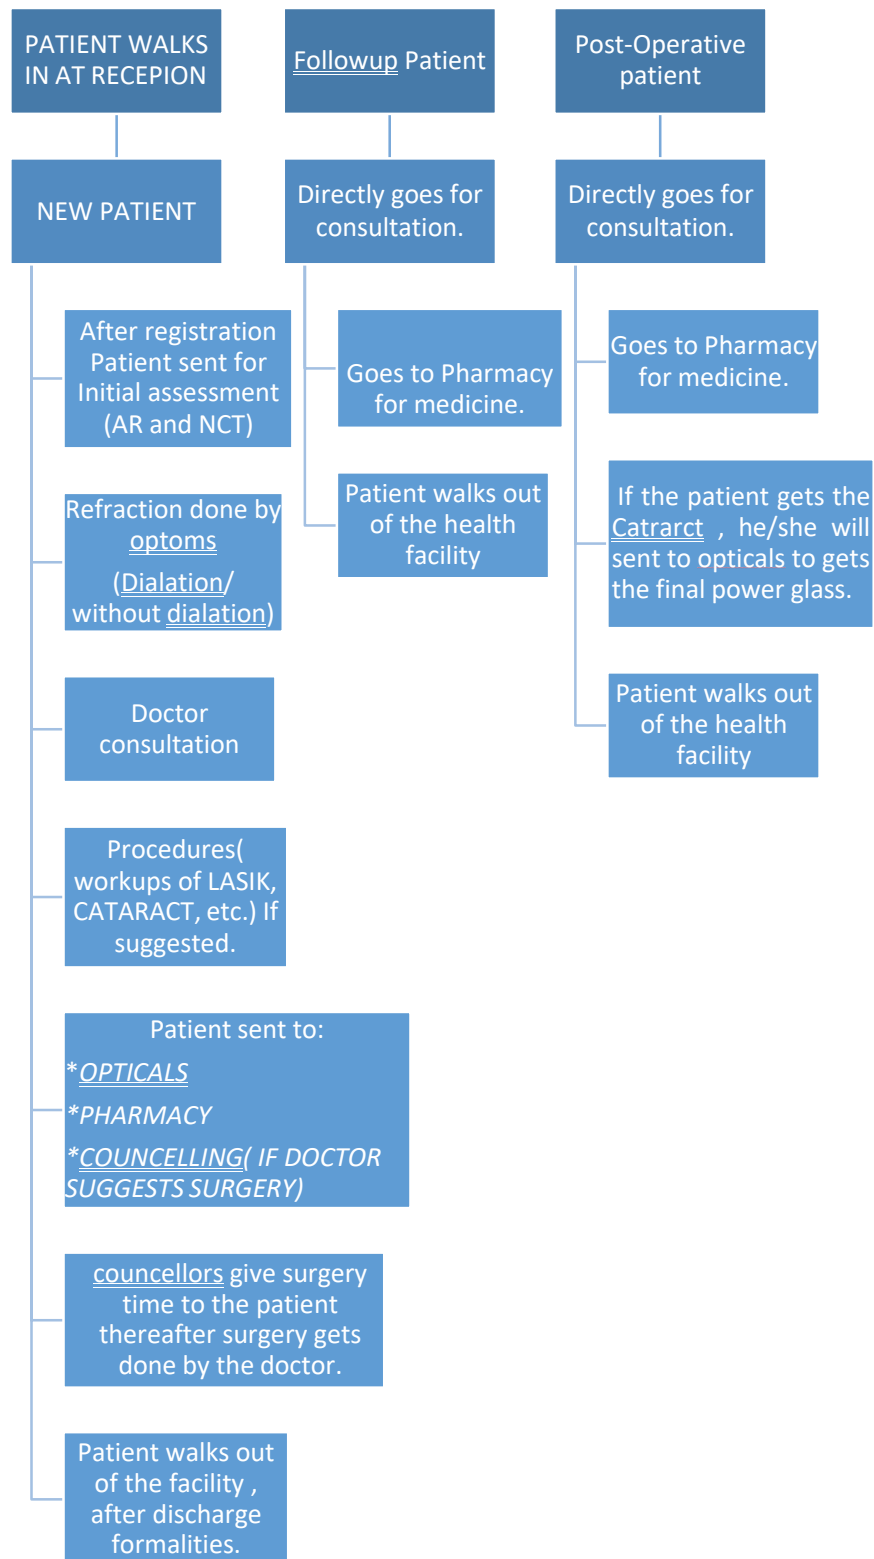 PATIENT WALKS
IN AT RECEPION
NEW PATIENT
After registration
Patient sent for
Initial assessment
(AR and NCT)
Refraction done by
optoms
(Dialation/
without dialation)
Doctor
consultation
Procedures(
workups of LASIK,
CATARACT, etc.) If
suggested.
Patient sent to:
*OPTICALS
*PHARMACY
*COUNCELLING( IF DOCTOR
SUGGESTS SURGERY)
councellors give surgery
time to the patient
thereafter surgery gets
done by the doctor.
Patient walks out
of the facility ,
after discharge
formalities.
Followup Patient
Directly goes for
consultation.
Goes to Pharmacy
for medicine.
Patient walks out
of the health
facility
Post-Operative
patient
Directly goes for
consultation.
Goes to Pharmacy
for medicine.
If the patient gets the
Catrarct , he/she will
sent to opticals to gets
the final power glass.
Patient walks out
of the health
facility